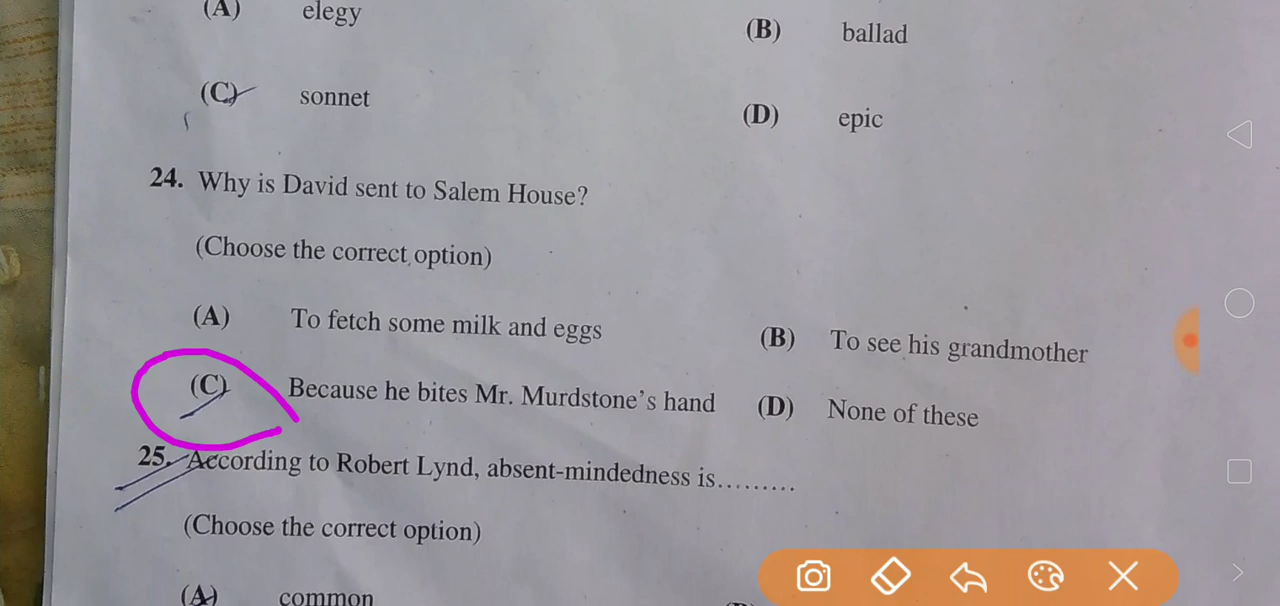 (A) elegy
(B) ballad
(C) sonnet
(D) epic
24. Why is David sent to Salem House?
(Choose the correct option)
(A) To fetch some milk and eggs
(B) To see his grandmother
(C) Because he bites Mr. Murdstone's hand
(D) None of these
25. According to Robert Lynd, absent-mindedness is.........
(Choose the correct option)
(A) common